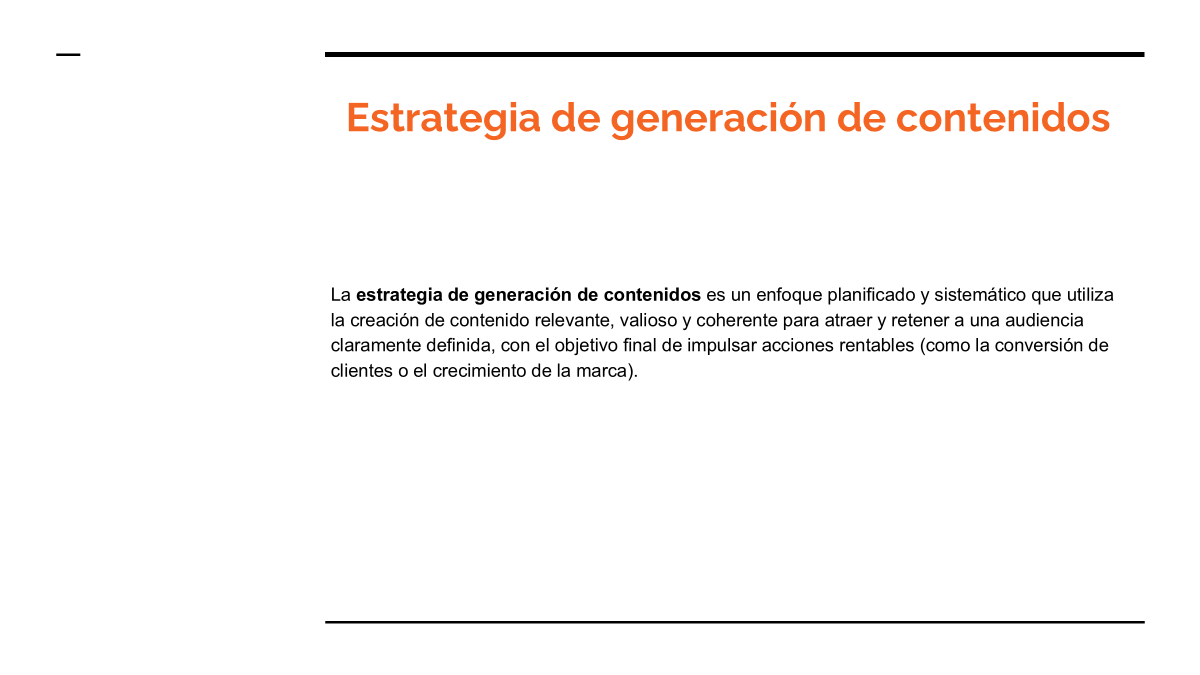 Estrategia de generación de contenidos
La estrategia de generación de contenidos es un enfoque planificado y sistemático que utiliza
la creación de contenido relevante, valioso y coherente para atraer y retener a una audiencia
claramente definida, con el objetivo final de impulsar acciones rentables (como la conversión de
clientes o el crecimiento de la marca).